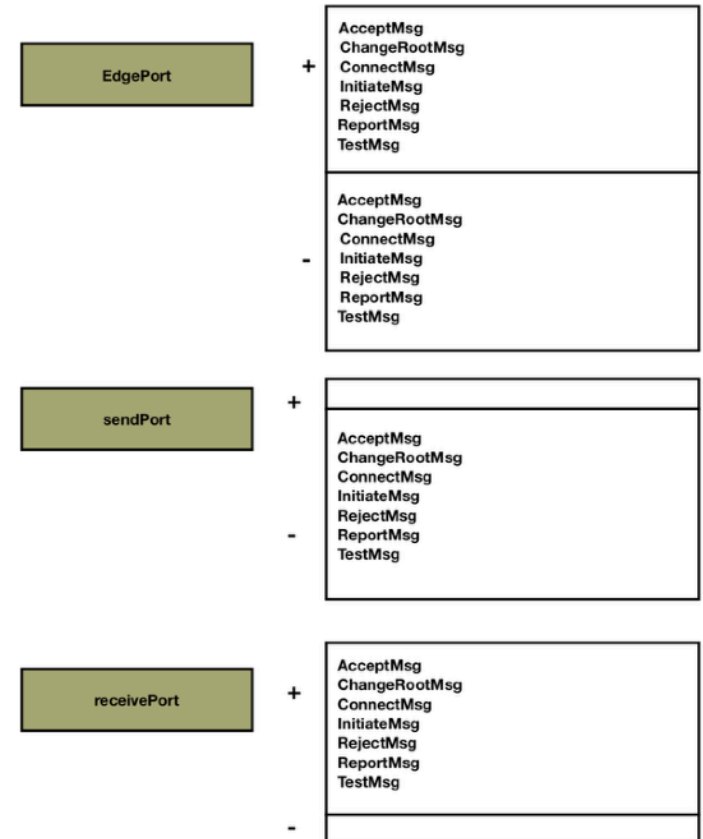 EdgePort
+
AcceptMsg
ChangeRootMsg
ConnectMsg
InitiateMsg
RejectMsg
ReportMsg
TestMsg
-
AcceptMsg
ChangeRootMsg
ConnectMsg
InitiateMsg
RejectMsg
ReportMsg
TestMsg
sendPort
+
-
AcceptMsg
ChangeRootMsg
ConnectMsg
InitiateMsg
RejectMsg
ReportMsg
TestMsg
receivePort
+
AcceptMsg
ChangeRootMsg
ConnectMsg
InitiateMsg
RejectMsg
ReportMsg
TestMsg
-